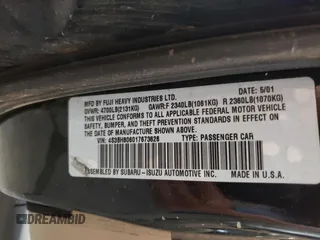 MFD BY FUJI HEAVY INDUSTRIES LTD. DATE: 5/01
GVWR: 4700LB(2131KG) GAWR:F 2340LB(1061KG) R 2360LB(1070KG)
THIS VEHICLE CONFORMS TO ALL APPLICABLE FEDERAL MOTOR VEHICLE
SAFETY, BUMPER, AND THEFT PREVENTION STANDARDS IN EFFECT ON THE
DATE OF MANUFACTURE SHOWN ABOVE.
VIN: 4S3BH806017673628 TYPE: PASSENGER CAR
ASSEMBLED BY SUBARU-ISUZU AUTOMOTIVE INC.
DREAMBID